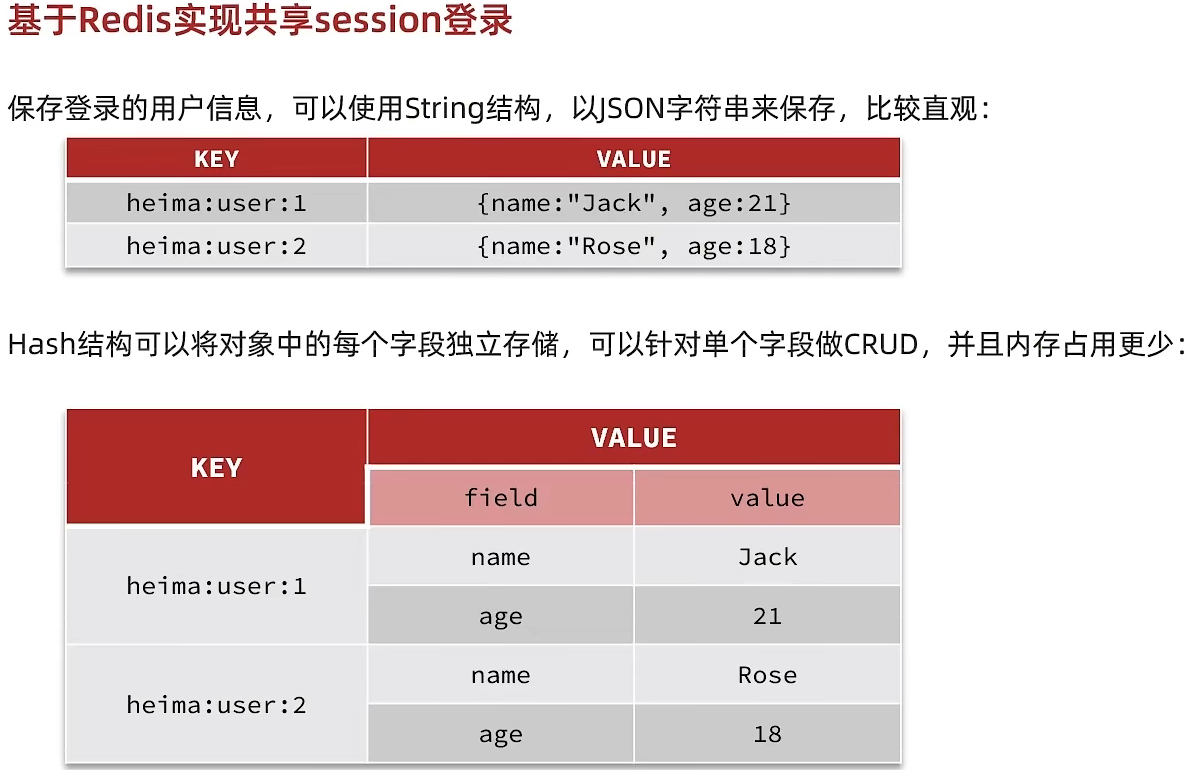 基于Redis实现共享session登录
保存登录的用户信息，可以使用String结构，以JSON字符串来保存，比较直观：
KEY VALUE
heima:user:1 {name:"Jack", age:21}
heima:user:2 {name:"Rose", age:18}
Hash结构可以将对象中的每个字段独立存储，可以针对单个字段做CRUD，并且内存占用更少：
KEY VALUE
field value
heima:user:1 name Jack
age 21
heima:user:2 name Rose
age 18